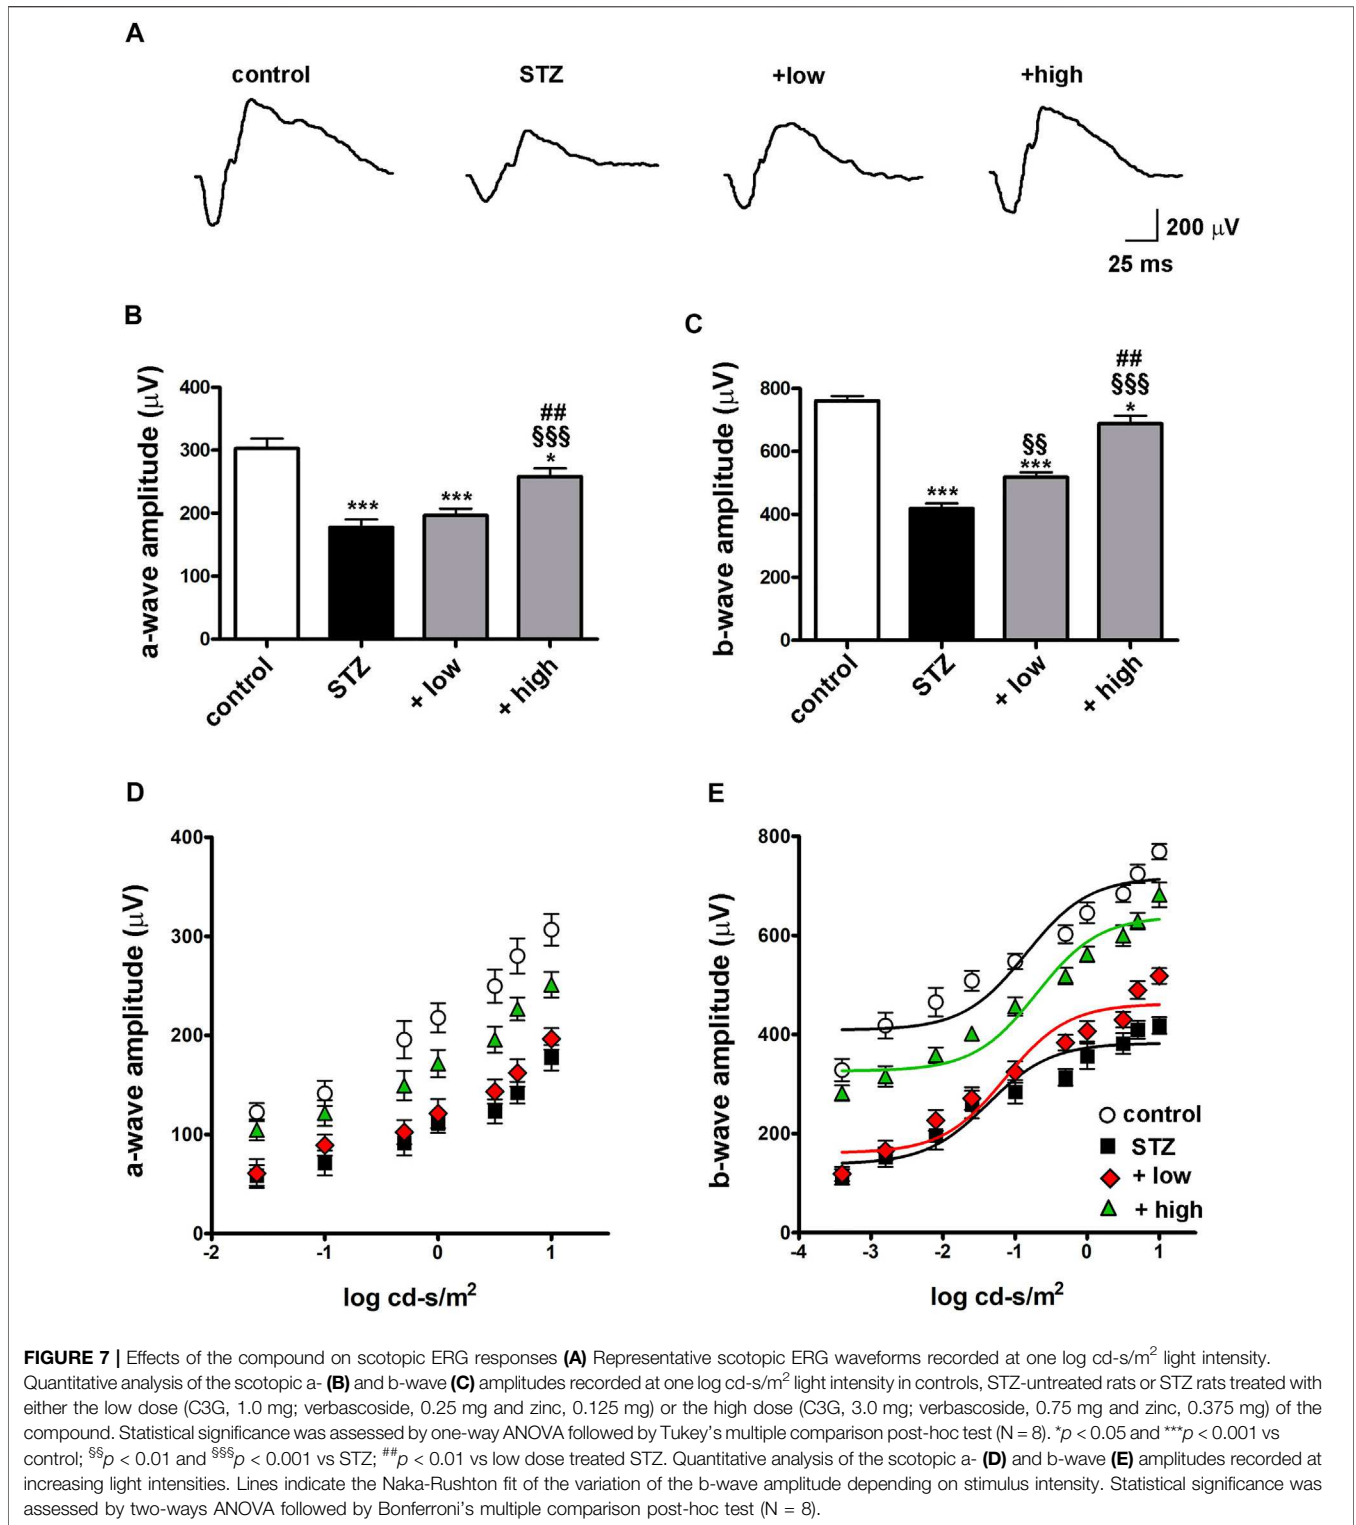 A
control STZ +low +high
200 μV
25 ms
B
C
a-wave amplitude (μV)
400
300
200
100
0
***
***
##
§§§
*
control
STZ
+ low
+ high
b-wave amplitude (μV)
800
600
400
200
0
***
§§
***
##
§§§
*
control
STZ
+ low
+ high
D
a-wave amplitude (μV)
400
300
200
100
0
-2 -1 0 1
log cd-s/m²
E
b-wave amplitude (μV)
800
600
400
200
0
control
STZ
+ low
+ high
-4 -3 -2 -1 0 1
log cd-s/m²
FIGURE 7 | Effects of the compound on scotopic ERG responses (A) Representative scotopic ERG waveforms recorded at one log cd-s/m² light intensity.
Quantitative analysis of the scotopic a- (B) and b-wave (C) amplitudes recorded at one log cd-s/m² light intensity in controls, STZ-untreated rats or STZ rats treated with
either the low dose (C3G, 1.0 mg; verbascoside, 0.25 mg and zinc, 0.125 mg) or the high dose (C3G, 3.0 mg; verbascoside, 0.75 mg and zinc, 0.375 mg) of the
compound. Statistical significance was assessed by one-way ANOVA followed by Tukey's multiple comparison post-hoc test (N = 8). *p < 0.05 and ***p < 0.001 vs
control; §§p < 0.01 and §§§p < 0.001 vs STZ; ##p < 0.01 vs low dose treated STZ. Quantitative analysis of the scotopic a- (D) and b-wave (E) amplitudes recorded at
increasing light intensities. Lines indicate the Naka-Rushton fit of the variation of the b-wave amplitude depending on stimulus intensity. Statistical significance was
assessed by two-ways ANOVA followed by Bonferroni's multiple comparison post-hoc test (N = 8).